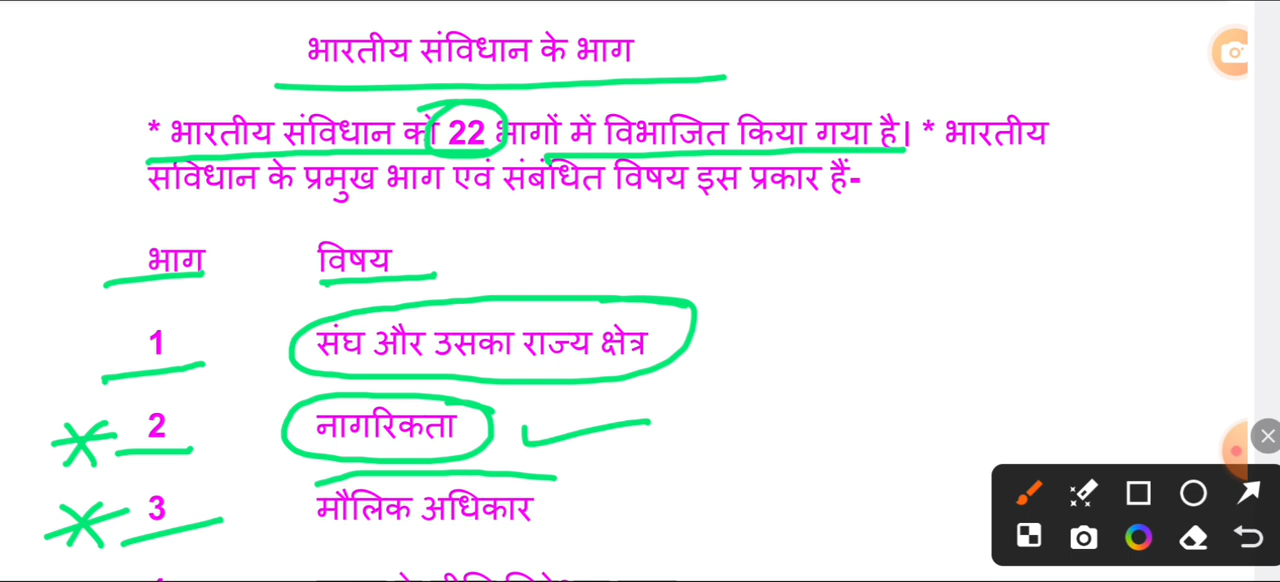 भारतीय संविधान के भाग
* भारतीय संविधान को 22 भागों में विभाजित किया गया है। * भारतीय
संविधान के प्रमुख भाग एवं संबंधित विषय इस प्रकार हैं-
भाग विषय
1 संघ और उसका राज्य क्षेत्र
2 नागरिकता
3 मौलिक अधिकार